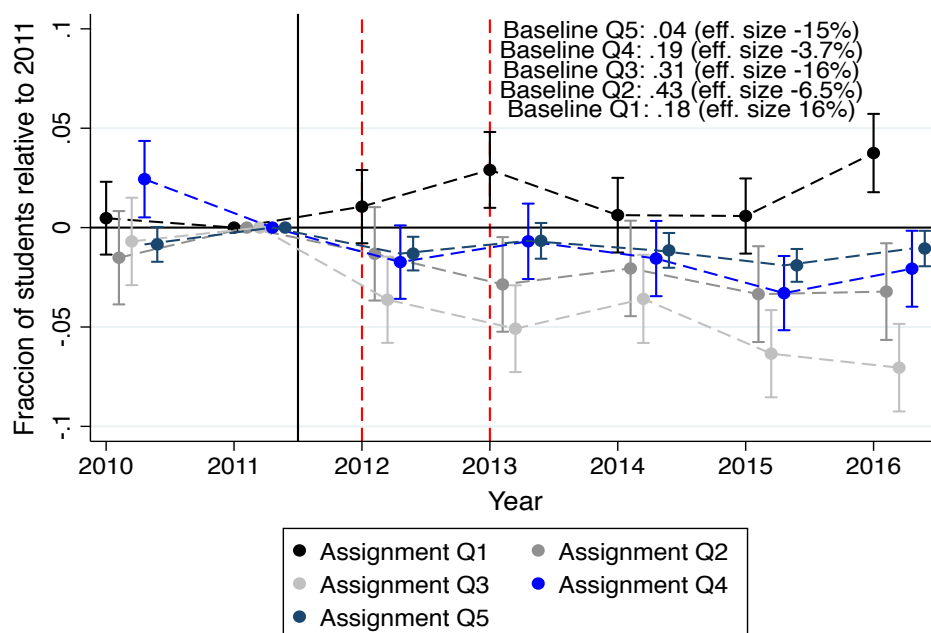 Fraccion of students relative to 2011
.1
.05
0
-.05
-.1
Baseline Q5: .04 (eff. size -15%)
Baseline Q4: .19 (eff. size -3.7%)
Baseline Q3: .31 (eff. size -16%)
Baseline Q2: .43 (eff. size -6.5%)
Baseline Q1: .18 (eff. size 16%)
2010 2011 2012 2013 2014 2015 2016
Year
Assignment Q1 Assignment Q2
Assignment Q3 Assignment Q4
Assignment Q5